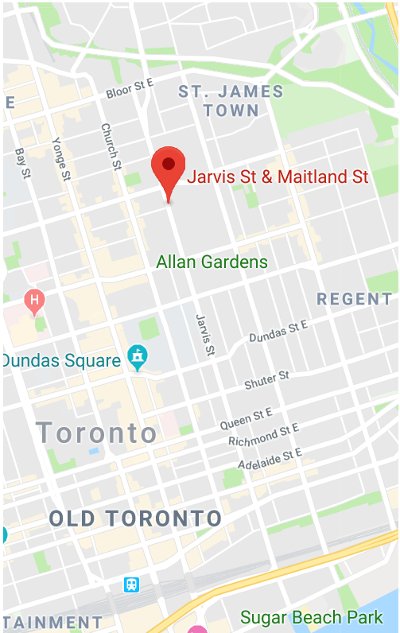 Bloor St E
ST. JAMES
TOWN
E
Church St
Yonge St
Bay St
Jarvis St & Maitland St
Allan Gardens
H
REGENT
Jarvis St
Dundas St E
Dundas Square
Shuter St
Queen St E
Toronto
Richmond St E
Adelaide St E
OLD TORONTO
Sugar Beach Park
TAINMENT